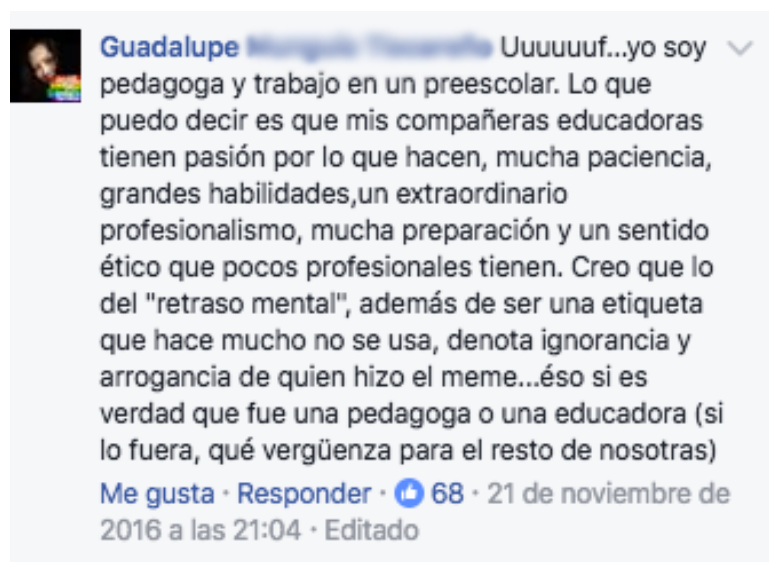 Guadalupe Uuuuuuf...yo soy
pedagoga y trabajo en un preescolar. Lo que
puedo decir es que mis compañeras educadoras
tienen pasión por lo que hacen, mucha paciencia,
grandes habilidades,un extraordinario
profesionalismo, mucha preparación y un sentido
ético que pocos profesionales tienen. Creo que lo
del "retraso mental", además de ser una etiqueta
que hace mucho no se usa, denota ignorancia y
arrogancia de quien hizo el meme...éso si es
verdad que fue una pedagoga o una educadora (si
lo fuera, qué vergüenza para el resto de nosotras)
Me gusta · Responder · 68 · 21 de noviembre de
2016 a las 21:04 · Editado